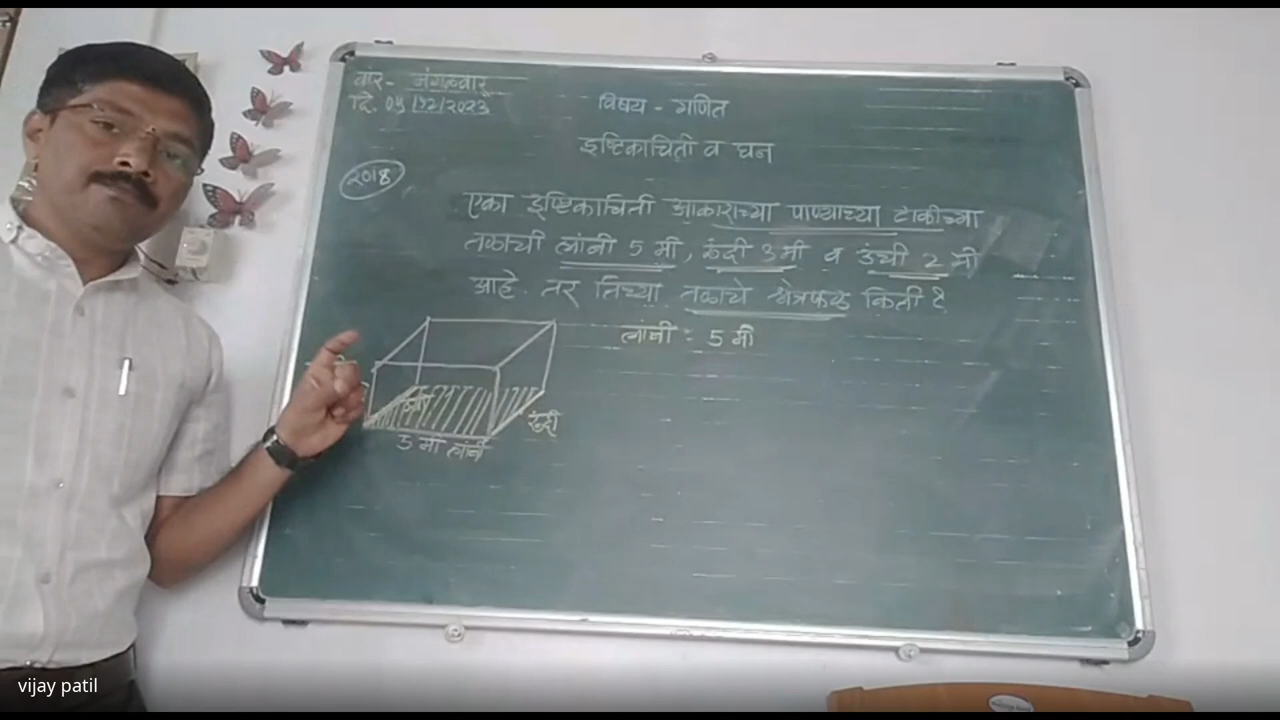 वार- मंगळवार
दि. 05/12/2023
विषय - गणित
इष्टिकाचिती व घन
2018
एका इष्टिकाचिती आकाराच्या पाण्याच्या टाकीच्या
तळाची लांबी 5 मी, रुंदी 3 मी व उंची 2 मी
आहे. तर तिच्या तळाचे क्षेत्रफळ किती ?
लांबी = 5 मी
रुंदी
5 मी लांबी
vijay patil